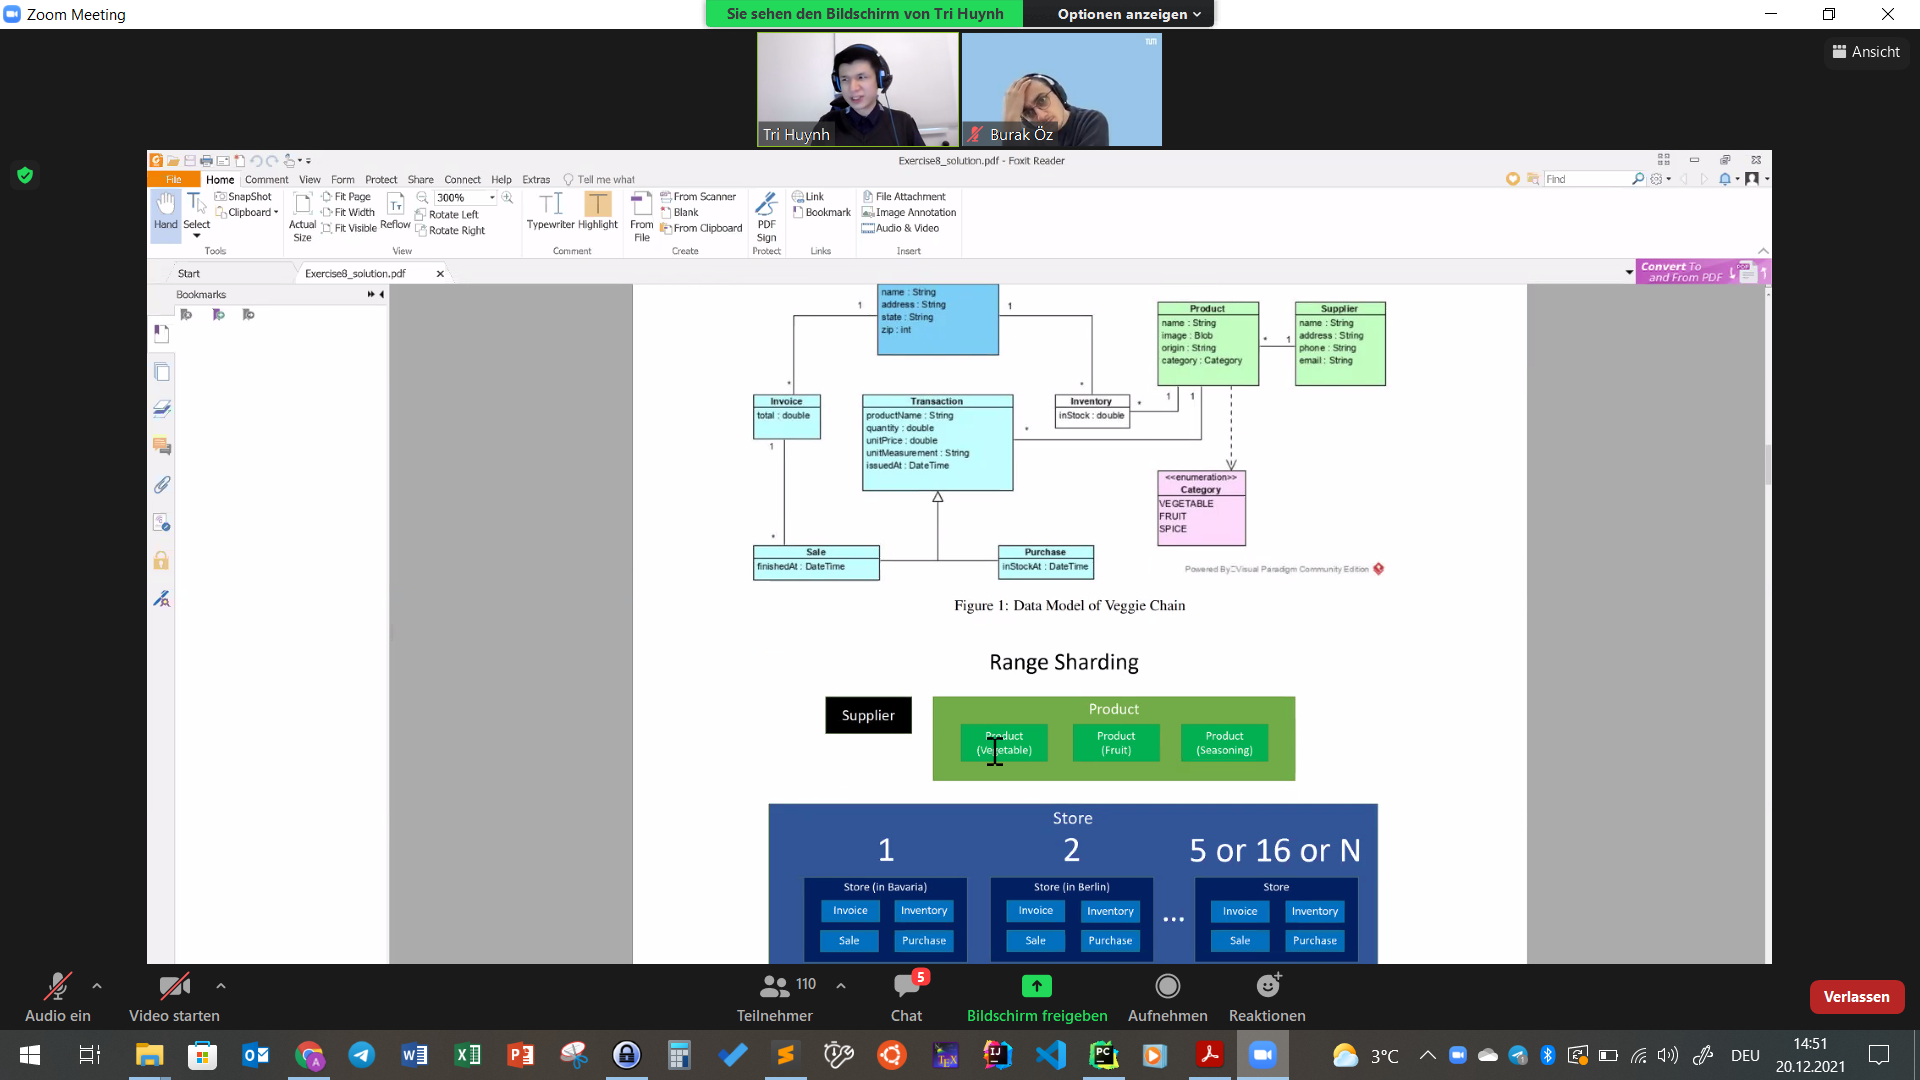 Zoom Meeting
Sie sehen den Bildschirm von Tri Huynh
Optionen anzeigen
Ansicht
TUM
Tri Huynh
Burak Öz
Exercise8_solution.pdf - Foxit Reader
File Home Comment View Form Protect Share Connect Help Extras Tell me what
Find
Hand
Select
SnapShot
Clipboard
Tools
Actual Size
Fit Page
Fit Width
Fit Visible
Reflow
300%
Rotate Left
Rotate Right
View
Typewriter
Highlight
Comment
From File
From Scanner
Blank
From Clipboard
Create
PDF Sign
Protect
Link
Bookmark
Links
File Attachment
Image Annotation
Audio & Video
Insert
Start
Exercise8_solution.pdf
Convert To
and From PDF
Bookmarks
name : String
address : String
state : String
zip : int
1
1
Product
name : String
image : Blob
origin : String
category : Category
* 1
Supplier
name : String
address : String
phone : String
email : String
*
Invoice
total : double
1
Transaction
productName : String
quantity : double
unitPrice : double
unitMeasurement : String
issuedAt : DateTime
*
Inventory
inStock : double
*
1 1
*
<<enumeration>>
Category
VEGETABLE
FRUIT
SPICE
*
Sale
finishedAt : DateTime
Purchase
inStockAt : DateTime
Visual Paradigm Community Edition
Figure 1: Data Model of Veggie Chain
Range Sharding
Supplier
Product
Product
(Vegetable)
Product
(Fruit)
Product
(Seasoning)
Store
1 2 5 or 16 or N
Store (in Bavaria)
Invoice Inventory
Sale Purchase
Store (in Berlin)
Invoice Inventory
Sale Purchase
...
Store
Invoice Inventory
Sale Purchase
Audio ein
Video starten
110
Teilnehmer
5
Chat
Bildschirm freigeben
Aufnehmen
Reaktionen
Verlassen
3°C
DEU
14:51
20.12.2021